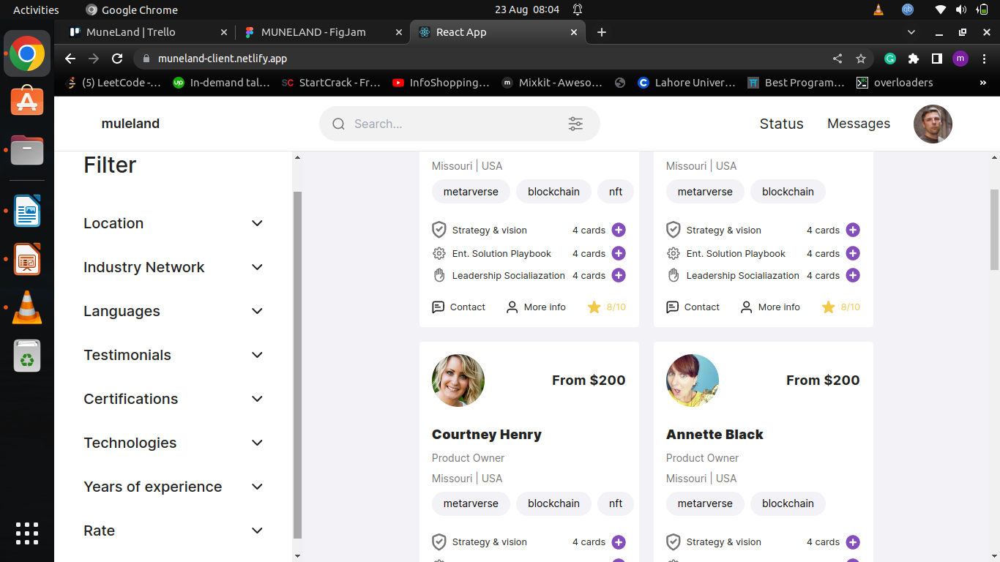 Activities
Google Chrome
23 Aug 08:04
MuneLand | Trello
MUNELAND - FigJam
React App
muneland-client.netlify.app
m
(5) LeetCode -...
up In-demand tal...
SC StartCrack - Fr...
InfoShopping...
m Mixkit - Aweso...
C Lahore Univer...
Best Program...
overloaders
»
muleland
Search...
Status
Messages
Filter
Location
Industry Network
Languages
Testimonials
Certifications
Technologies
Years of experience
Rate
Missouri | USA
metarverse blockchain nft
Strategy & vision 4 cards
Ent. Solution Playbook 4 cards
Leadership Socialiazation 4 cards
Contact More info 8/10
Missouri | USA
metarverse blockchain
Strategy & vision 4 cards
Ent. Solution Playbook 4 cards
Leadership Socialiazation 4 cards
Contact More info 8/10
From $200
Courtney Henry
Product Owner
Missouri | USA
metarverse blockchain nft
Strategy & vision 4 cards
From $200
Annette Black
Product Owner
Missouri | USA
metarverse blockchain
Strategy & vision 4 cards